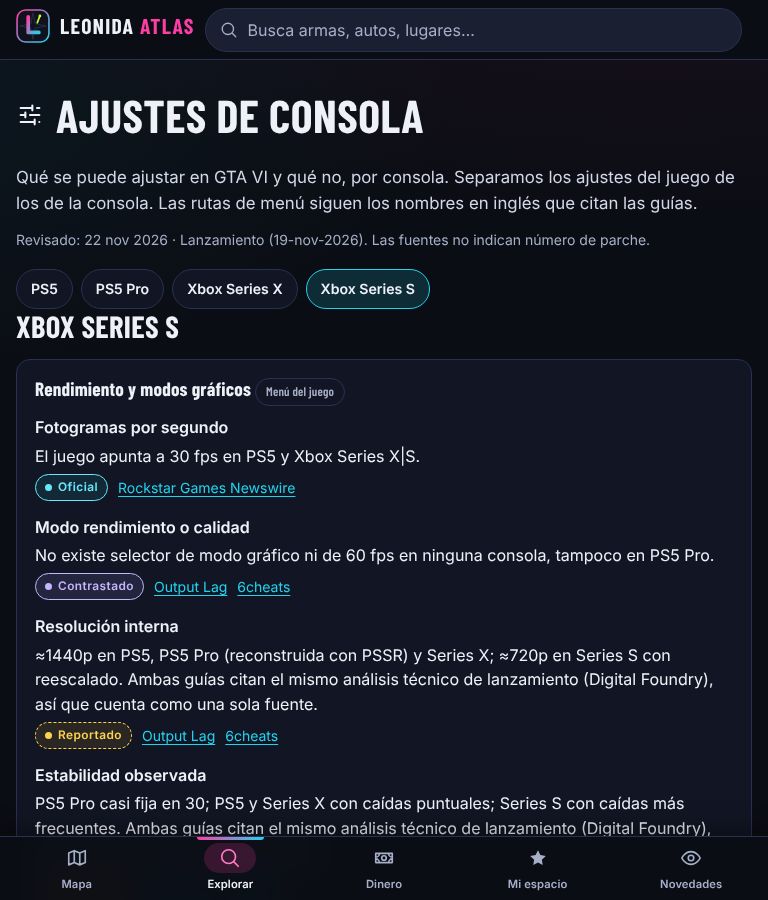 LEONIDA ATLAS
Busca armas, autos, lugares...
AJUSTES DE CONSOLA
Qué se puede ajustar en GTA VI y qué no, por consola. Separamos los ajustes del juego de
los de la consola. Las rutas de menú siguen los nombres en inglés que citan las guías.
Revisado: 22 nov 2026 · Lanzamiento (19-nov-2026). Las fuentes no indican número de parche.
PS5 PS5 Pro Xbox Series X Xbox Series S
XBOX SERIES S
Rendimiento y modos gráficos Menú del juego
Fotogramas por segundo
El juego apunta a 30 fps en PS5 y Xbox Series X|S.
Oficial Rockstar Games Newswire
Modo rendimiento o calidad
No existe selector de modo gráfico ni de 60 fps en ninguna consola, tampoco en PS5 Pro.
Contrastado Output Lag 6cheats
Resolución interna
≈1440p en PS5, PS5 Pro (reconstruida con PSSR) y Series X; ≈720p en Series S con
reescalado. Ambas guías citan el mismo análisis técnico de lanzamiento (Digital Foundry),
así que cuenta como una sola fuente.
Reportado Output Lag 6cheats
Estabilidad observada
PS5 Pro casi fija en 30; PS5 y Series X con caídas puntuales; Series S con caídas más
frecuentes. Ambas guías citan el mismo análisis técnico de lanzamiento (Digital Foundry),
Mapa Explorar Dinero Mi espacio Novedades